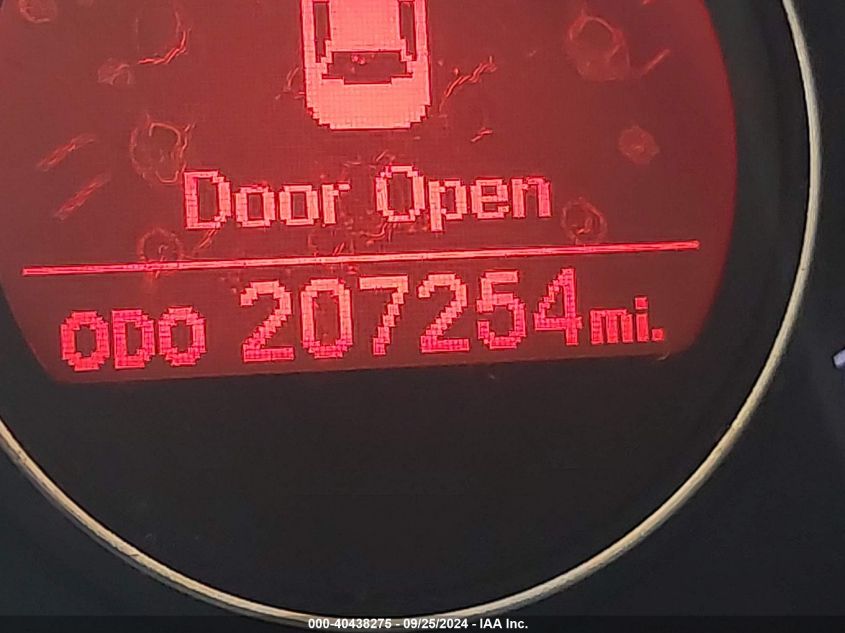 Door Open
ODO 207254 mi.
000-40438275 - 09/25/2024 - IAA Inc.